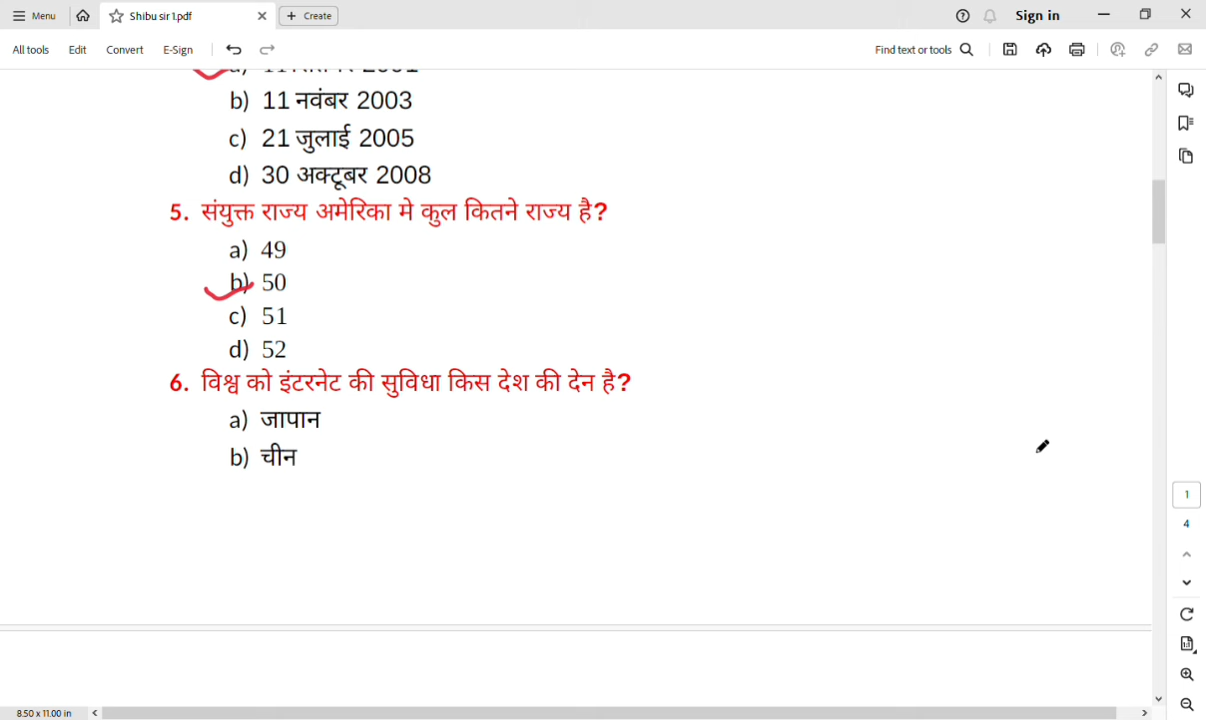 Menu
Shibu sir 1.pdf
Create
Sign in
All tools
Edit
Convert
E-Sign
Find text or tools
b) 11 नवंबर 2003
c) 21 जुलाई 2005
d) 30 अक्टूबर 2008
5. संयुक्त राज्य अमेरिका मे कुल कितने राज्य है?
a) 49
b) 50
c) 51
d) 52
6. विश्व को इंटरनेट की सुविधा किस देश की देन है?
a) जापान
b) चीन
1
4
8.50 x 11.00 in